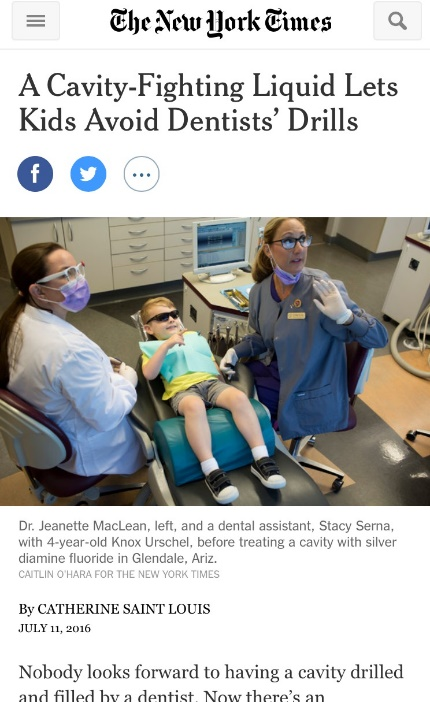 The New York Times
A Cavity-Fighting Liquid Lets
Kids Avoid Dentists' Drills
Dr. Jeanette MacLean, left, and a dental assistant, Stacy Serna,
with 4-year-old Knox Urschel, before treating a cavity with silver
diamine fluoride in Glendale, Ariz.
CAITLIN O'HARA FOR THE NEW YORK TIMES
By CATHERINE SAINT LOUIS
JULY 11, 2016
Nobody looks forward to having a cavity drilled
and filled by a dentist. Now there's an